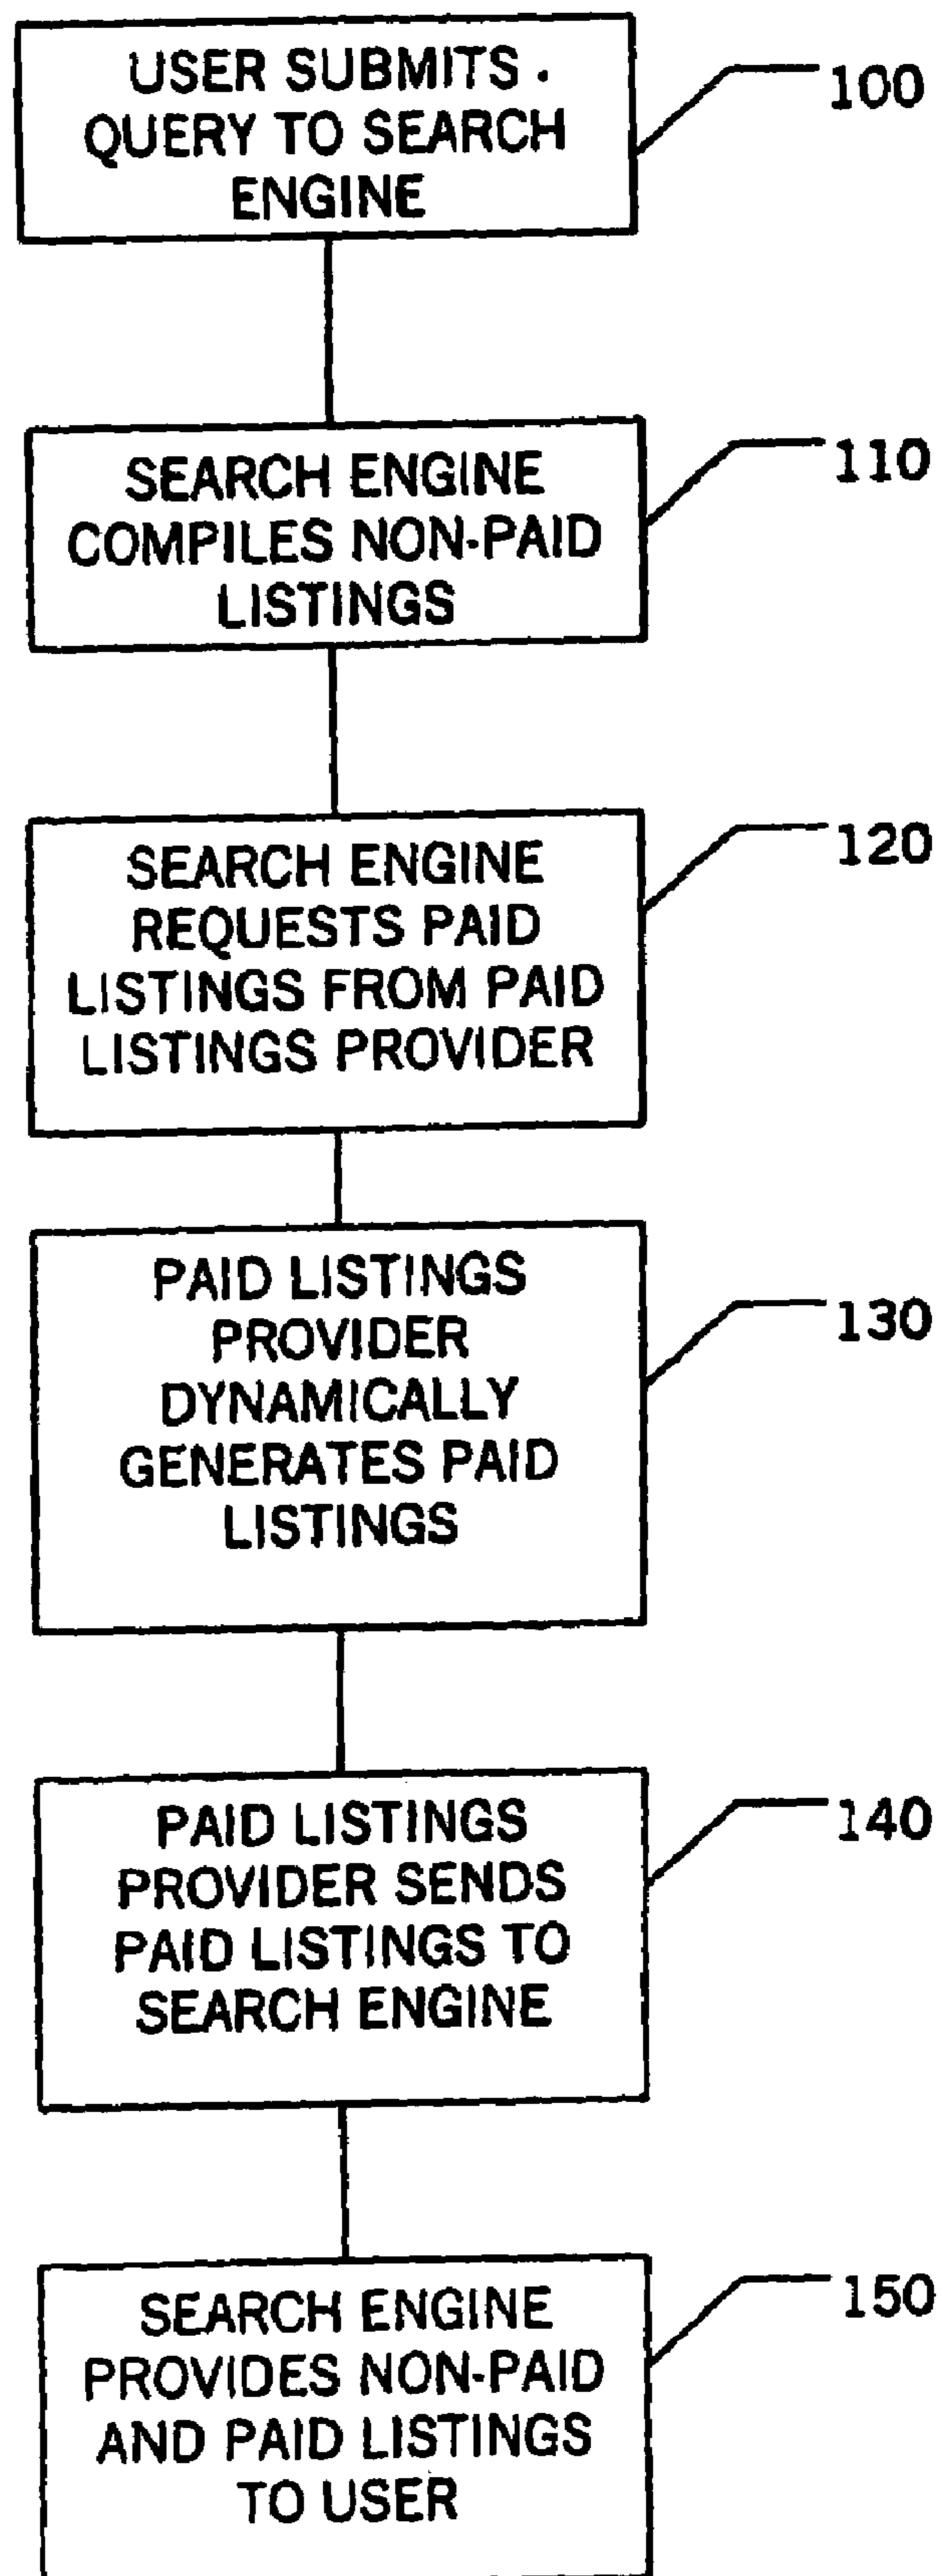 USER SUBMITS
QUERY TO SEARCH
ENGINE
100
SEARCH ENGINE
COMPILES NON-PAID
LISTINGS
110
SEARCH ENGINE
REQUESTS PAID
LISTINGS FROM PAID
LISTINGS PROVIDER
120
PAID LISTINGS
PROVIDER
DYNAMICALLY
GENERATES PAID
LISTINGS
130
PAID LISTINGS
PROVIDER SENDS
PAID LISTINGS TO
SEARCH ENGINE
140
SEARCH ENGINE
PROVIDES NON-PAID
AND PAID LISTINGS
TO USER
150